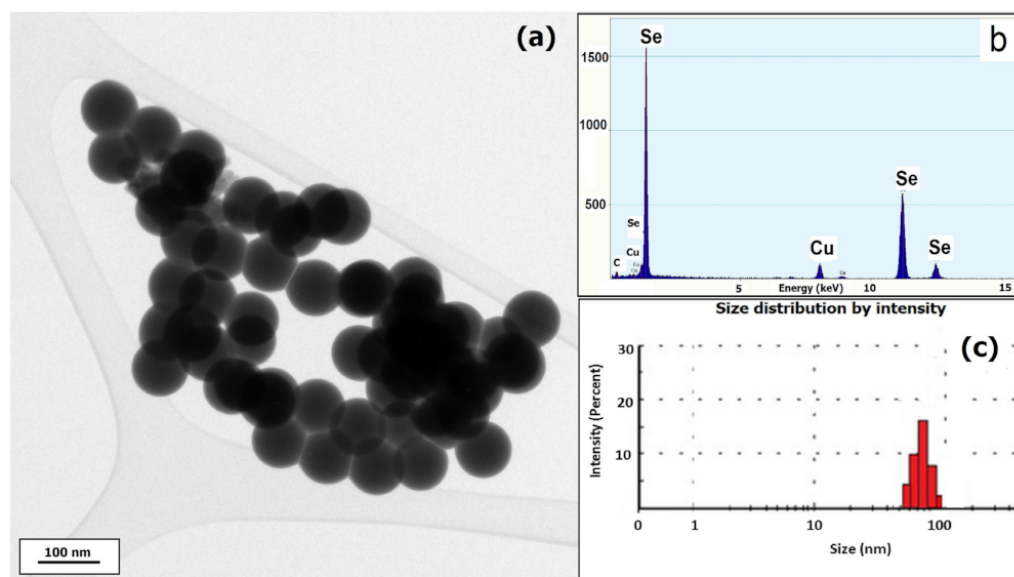 (a)
100 nm
b
Se
1500
1000
500
Se
Se
Se
Cu
Cu
C
5
Energy (keV)
10
15
Size distribution by intensity
(c)
Intensity (Percent)
30
20
10
0
1
10
100
Size (nm)